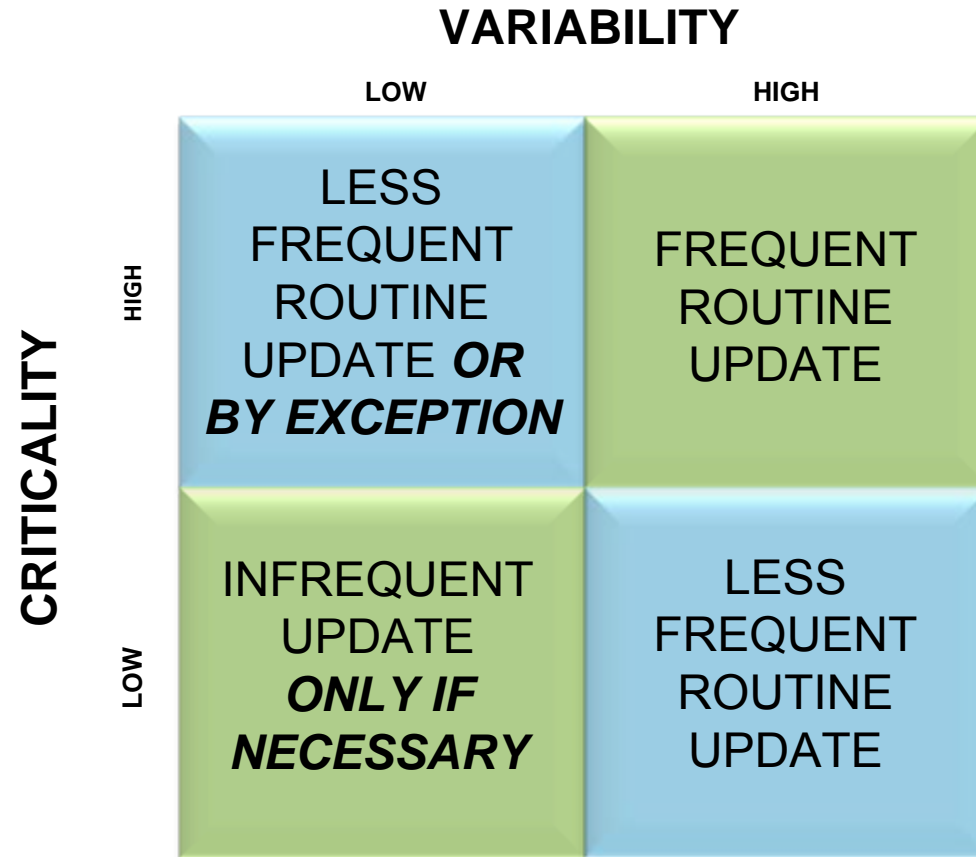 VARIABILITY
LOW
HIGH
CRITICALITY
HIGH
LESS
FREQUENT
ROUTINE
UPDATE OR
BY EXCEPTION
FREQUENT
ROUTINE
UPDATE
LOW
INFREQUENT
UPDATE
ONLY IF
NECESSARY
LESS
FREQUENT
ROUTINE
UPDATE